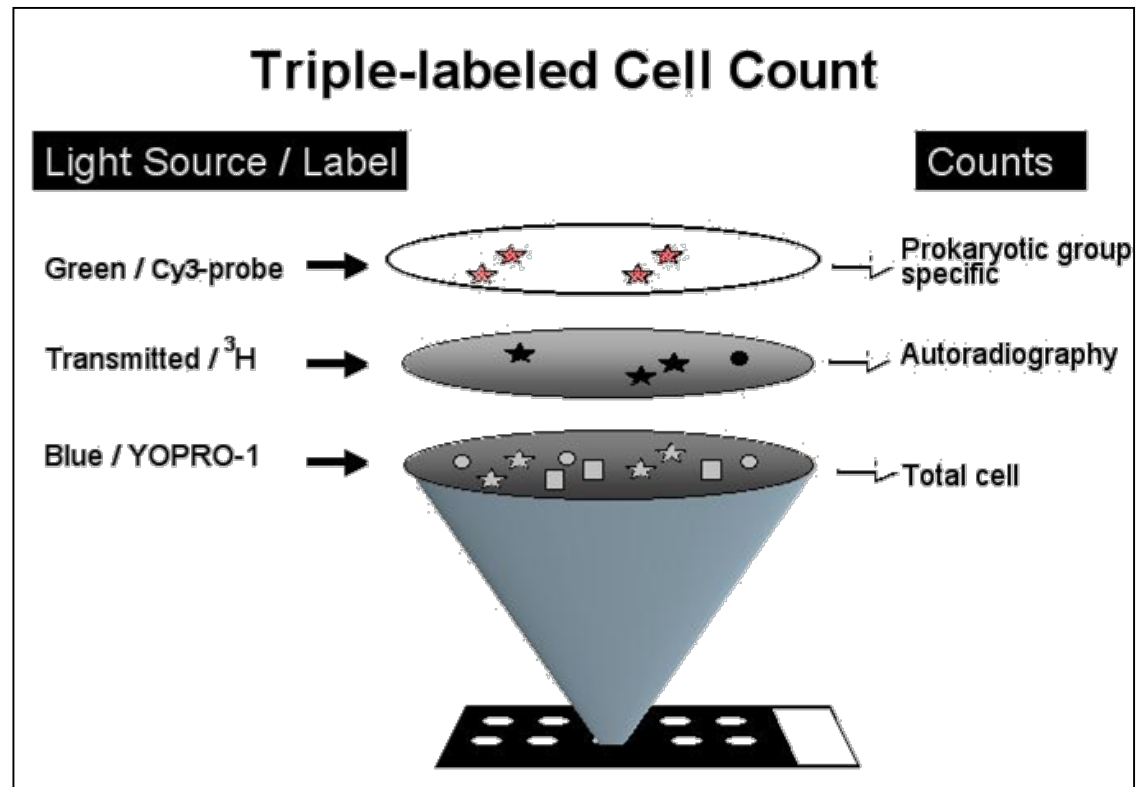 Triple-labeled Cell Count
Light Source / Label
Counts
Green / Cy3-probe
Prokaryotic group
specific
Transmitted / ³H
Autoradiography
Blue / YOPRO-1
Total cell